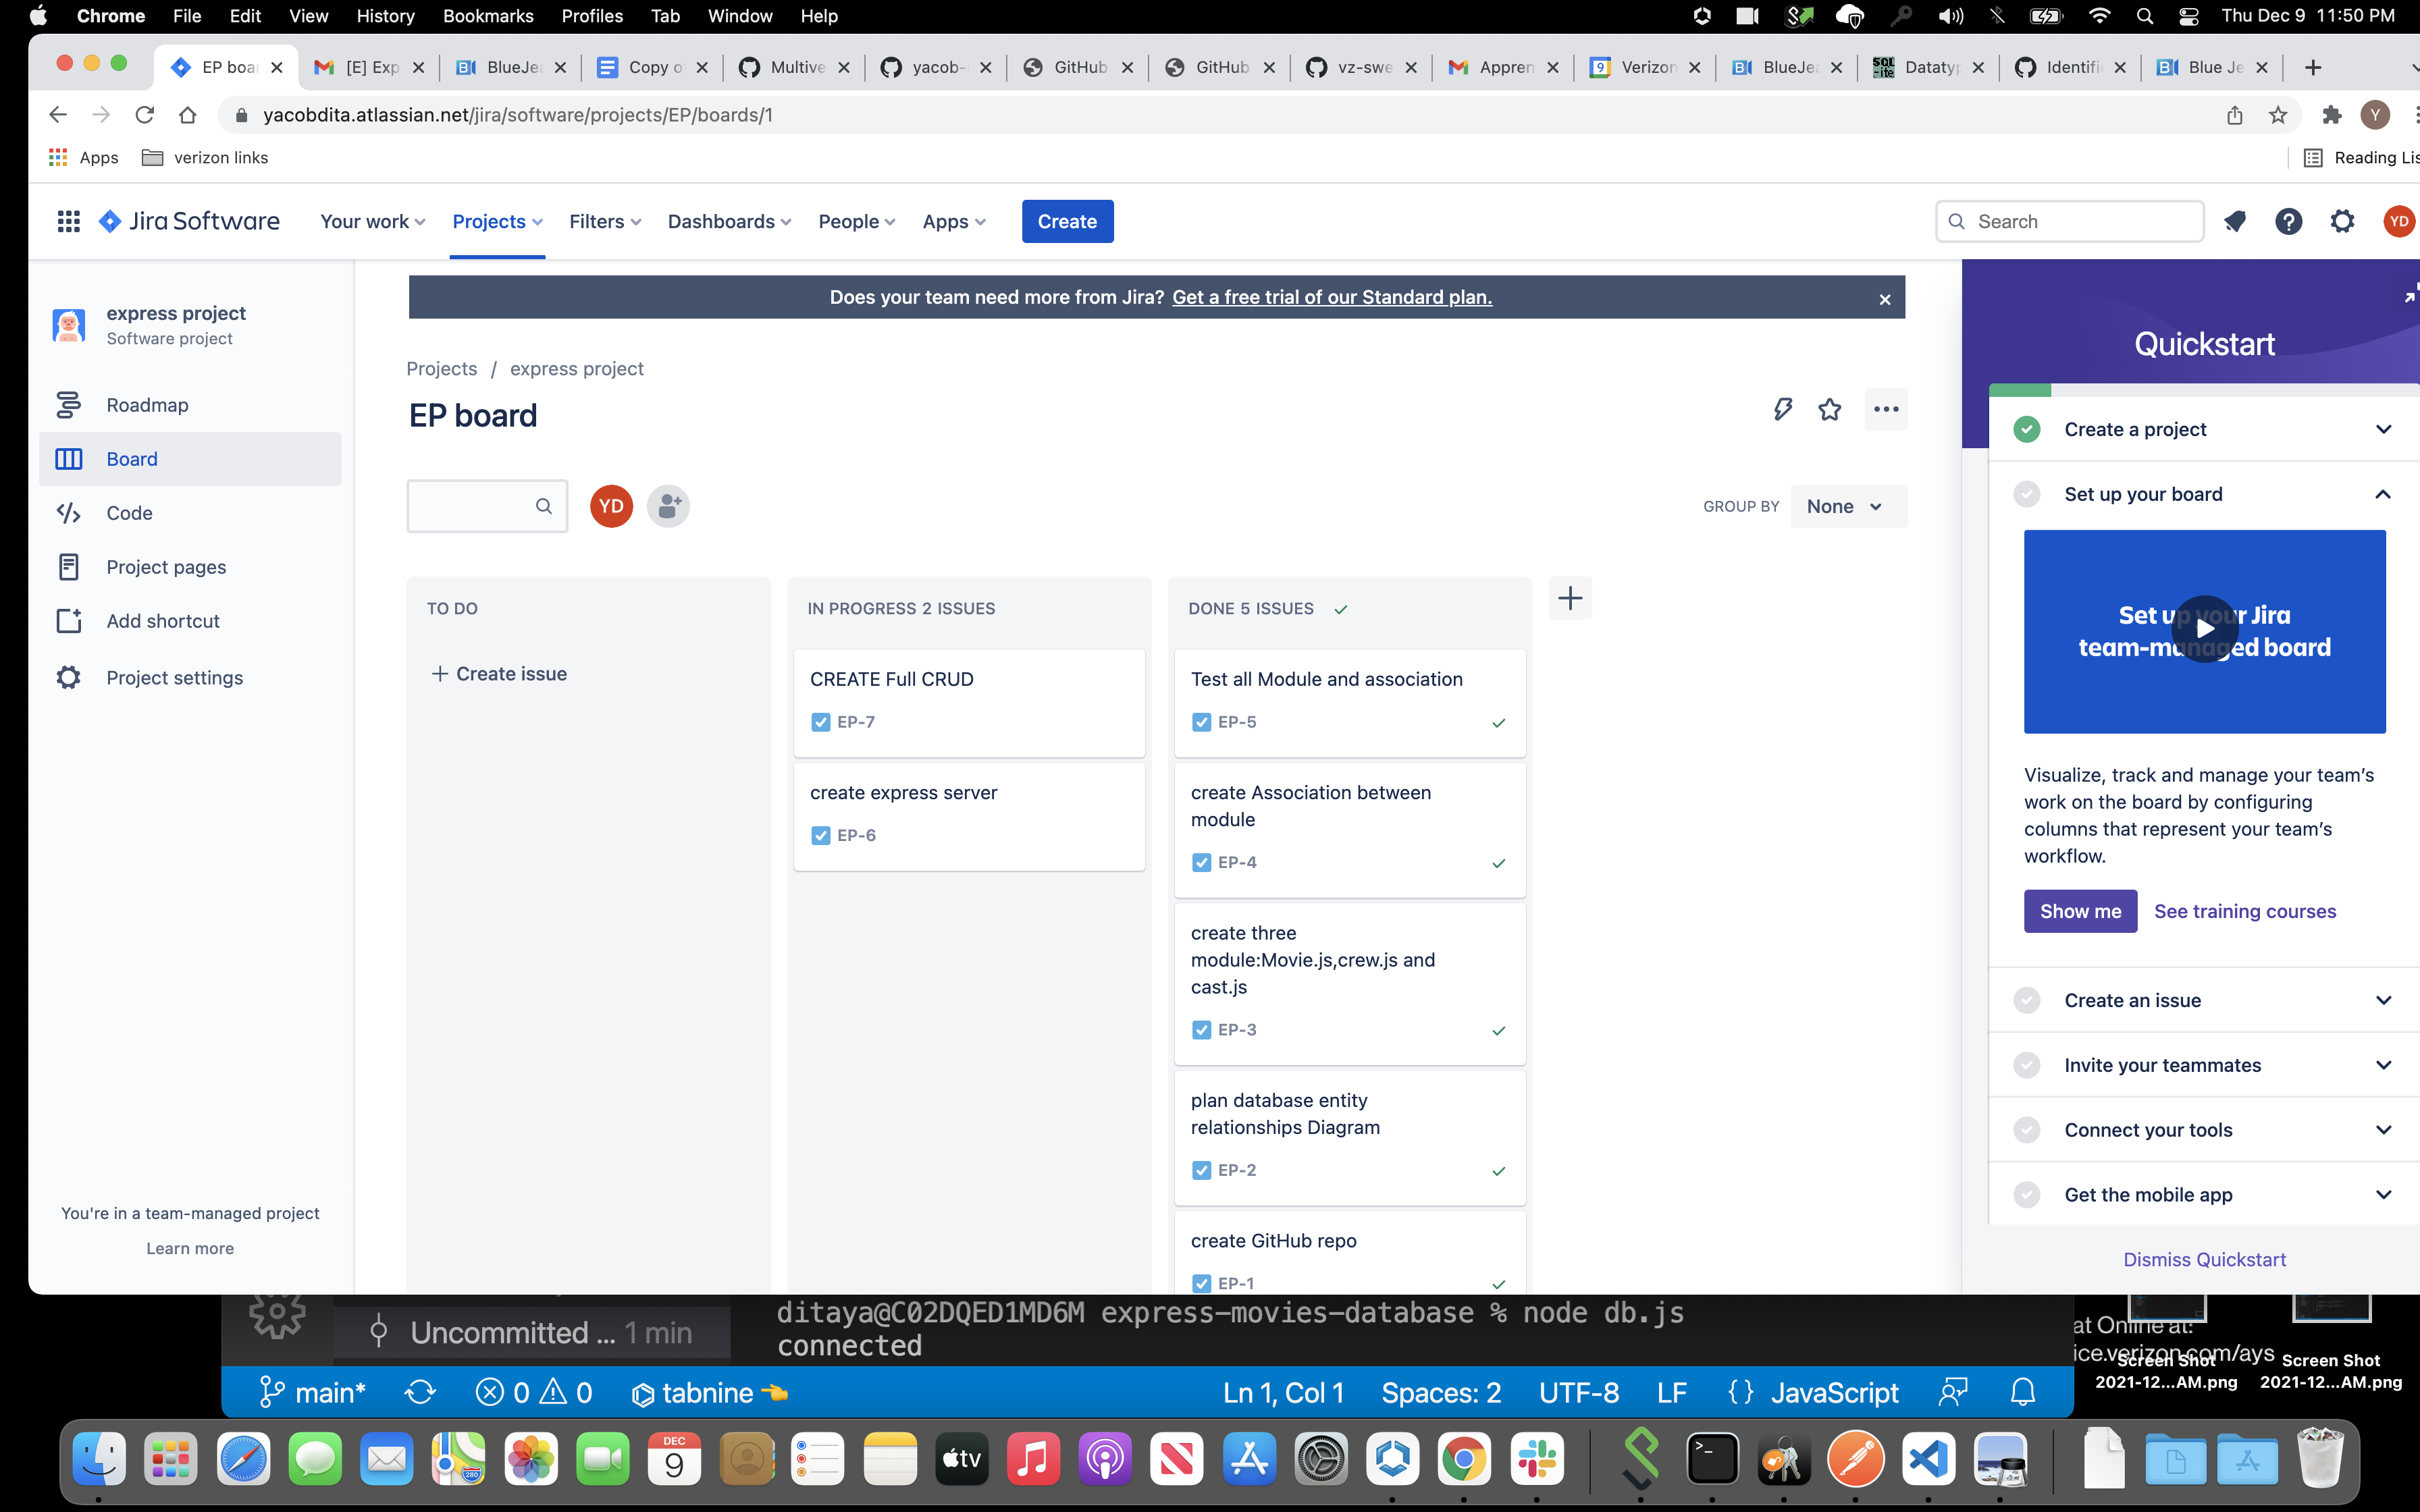 Chrome File Edit View History Bookmarks Profiles Tab Window Help Thu Dec 9 11:50 PM
EP boa [E] Exp BlueJe Copy o Multive yacob- GitHub GitHub vz-swe Appren 9 Verizon BlueJea SQL ite Dataty Identifi Blue Je
yacobdita.atlassian.net/jira/software/projects/EP/boards/1 Y
Apps verizon links Reading Lis
Jira Software Your work Projects Filters Dashboards People Apps Create Search YD
Does your team need more from Jira? Get a free trial of our Standard plan.
express project
Software project
Roadmap
Board
Code
Project pages
Add shortcut
Project settings
You're in a team-managed project
Learn more
Projects / express project
EP board
YD
GROUP BY None
TO DO
+ Create issue
IN PROGRESS 2 ISSUES
CREATE Full CRUD
EP-7
create express server
EP-6
DONE 5 ISSUES
Test all Module and association
EP-5
create Association between
module
EP-4
create three
module:Movie.js,crew.js and
cast.js
EP-3
plan database entity
relationships Diagram
EP-2
create GitHub repo
EP-1
Quickstart
Create a project
Set up your board
Set up your Jira
team-managed board
Visualize, track and manage your team's
work on the board by configuring
columns that represent your team's
workflow.
Show me See training courses
Create an issue
Invite your teammates
Connect your tools
Get the mobile app
Dismiss Quickstart
ditaya@C02DQED1MD6M express-movies-database % node db.js
Uncommitted ... 1 min
connected
at Online at:
ice.verizon.com/ays
Screen Shot
2021-12...AM.png
Screen Shot
2021-12...AM.png
main* 0 0 tabnine Ln 1, Col 1 Spaces: 2 UTF-8 LF {} JavaScript
DEC
9
tv
280